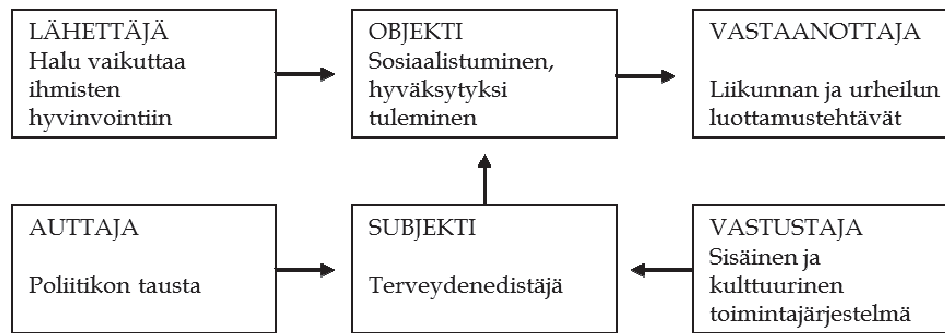 LÄHETTÄJÄ
Halu vaikuttaa
ihmisten
hyvinvointiin
OBJEKTI
Sosiaalistuminen,
hyväksytyksi
tuleminen
VASTAANOTTAJA
Liikunnan ja urheilun
luottamustehtävät
AUTTAJA
Poliitikon tausta
SUBJEKTI
Terveydenedistäjä
VASTUSTAJA
Sisäinen ja
kulttuurinen
toimintajärjestelmä